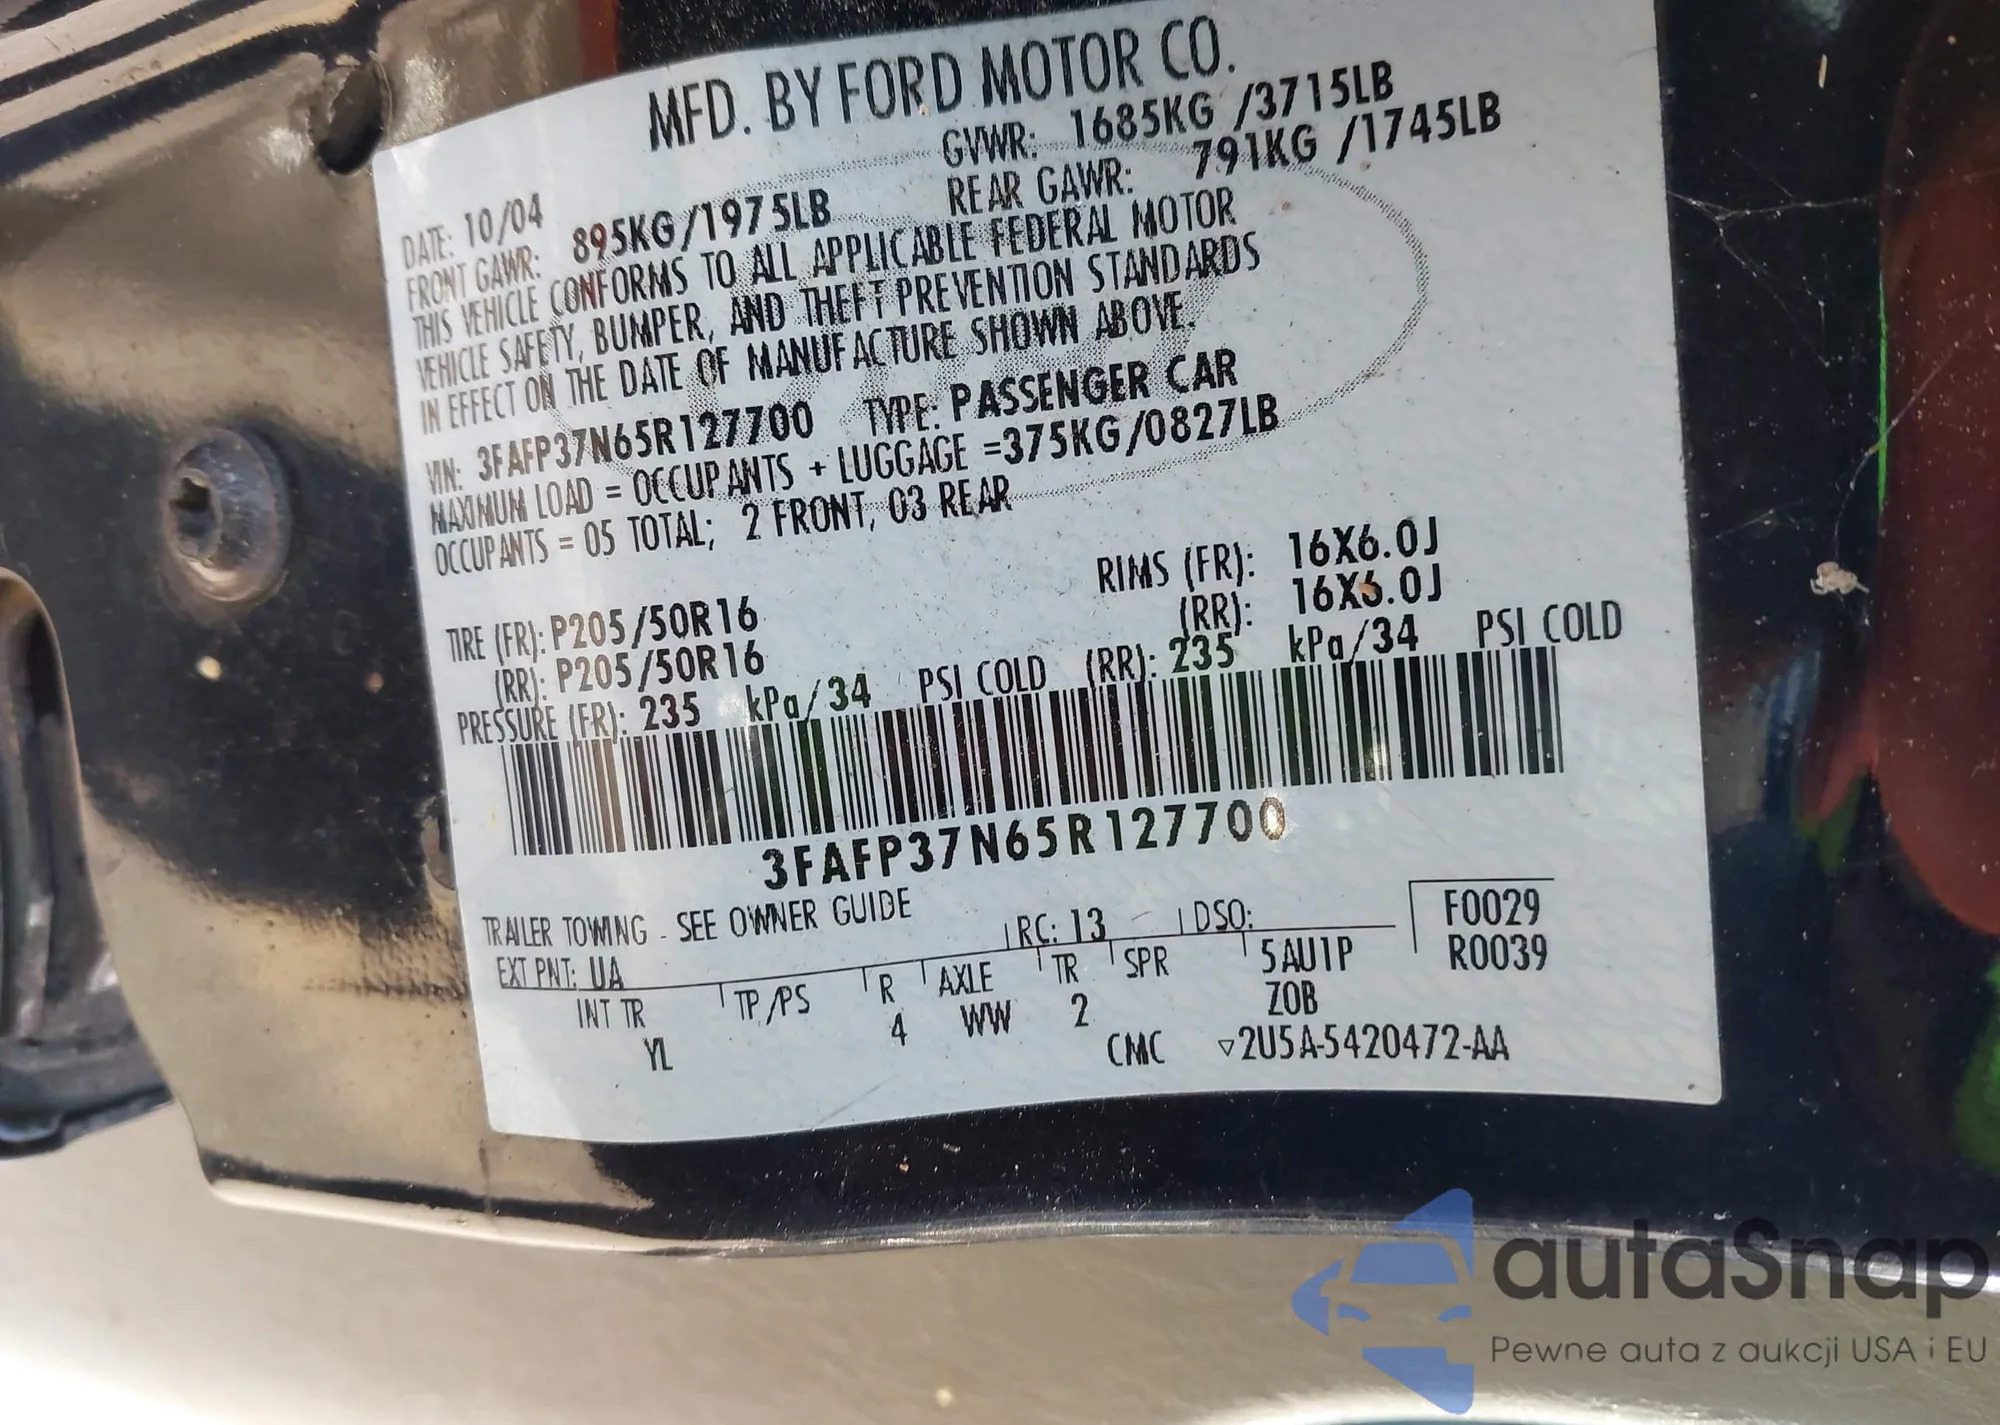 MFD. BY FORD MOTOR CO.
DATE: 10/04 GVWR: 1685KG /3715LB
FRONT GAWR: 895KG/1975LB REAR GAWR: 791KG /1745LB
THIS VEHICLE CONFORMS TO ALL APPLICABLE FEDERAL MOTOR
VEHICLE SAFETY, BUMPER, AND THEFT PREVENTION STANDARDS
IN EFFECT ON THE DATE OF MANUFACTURE SHOWN ABOVE.
VIN: 3FAFP37N65R127700 TYPE: PASSENGER CAR
MAXIMUM LOAD = OCCUPANTS + LUGGAGE =375KG/0827LB
OCCUPANTS = 05 TOTAL; 2 FRONT, 03 REAR
TIRE (FR): P205/50R16 RIMS (FR): 16X6.0J
(RR): P205/50R16 (RR): 16X6.0J
PRESSURE (FR): 235 kPa/34 PSI COLD (RR): 235 kPa/34 PSI COLD
3FAFP37N65R127700
TRAILER TOWING - SEE OWNER GUIDE
EXT PNT: UA RC: 13 DSO: F0029
INT TR TP/PS R AXLE TR SPR 5AU1P R0039
YL 4 WW 2 Z0B
CMC ▽2U5A-5420472-AA
autaSnap
Pewne auta z aukcji USA i EU